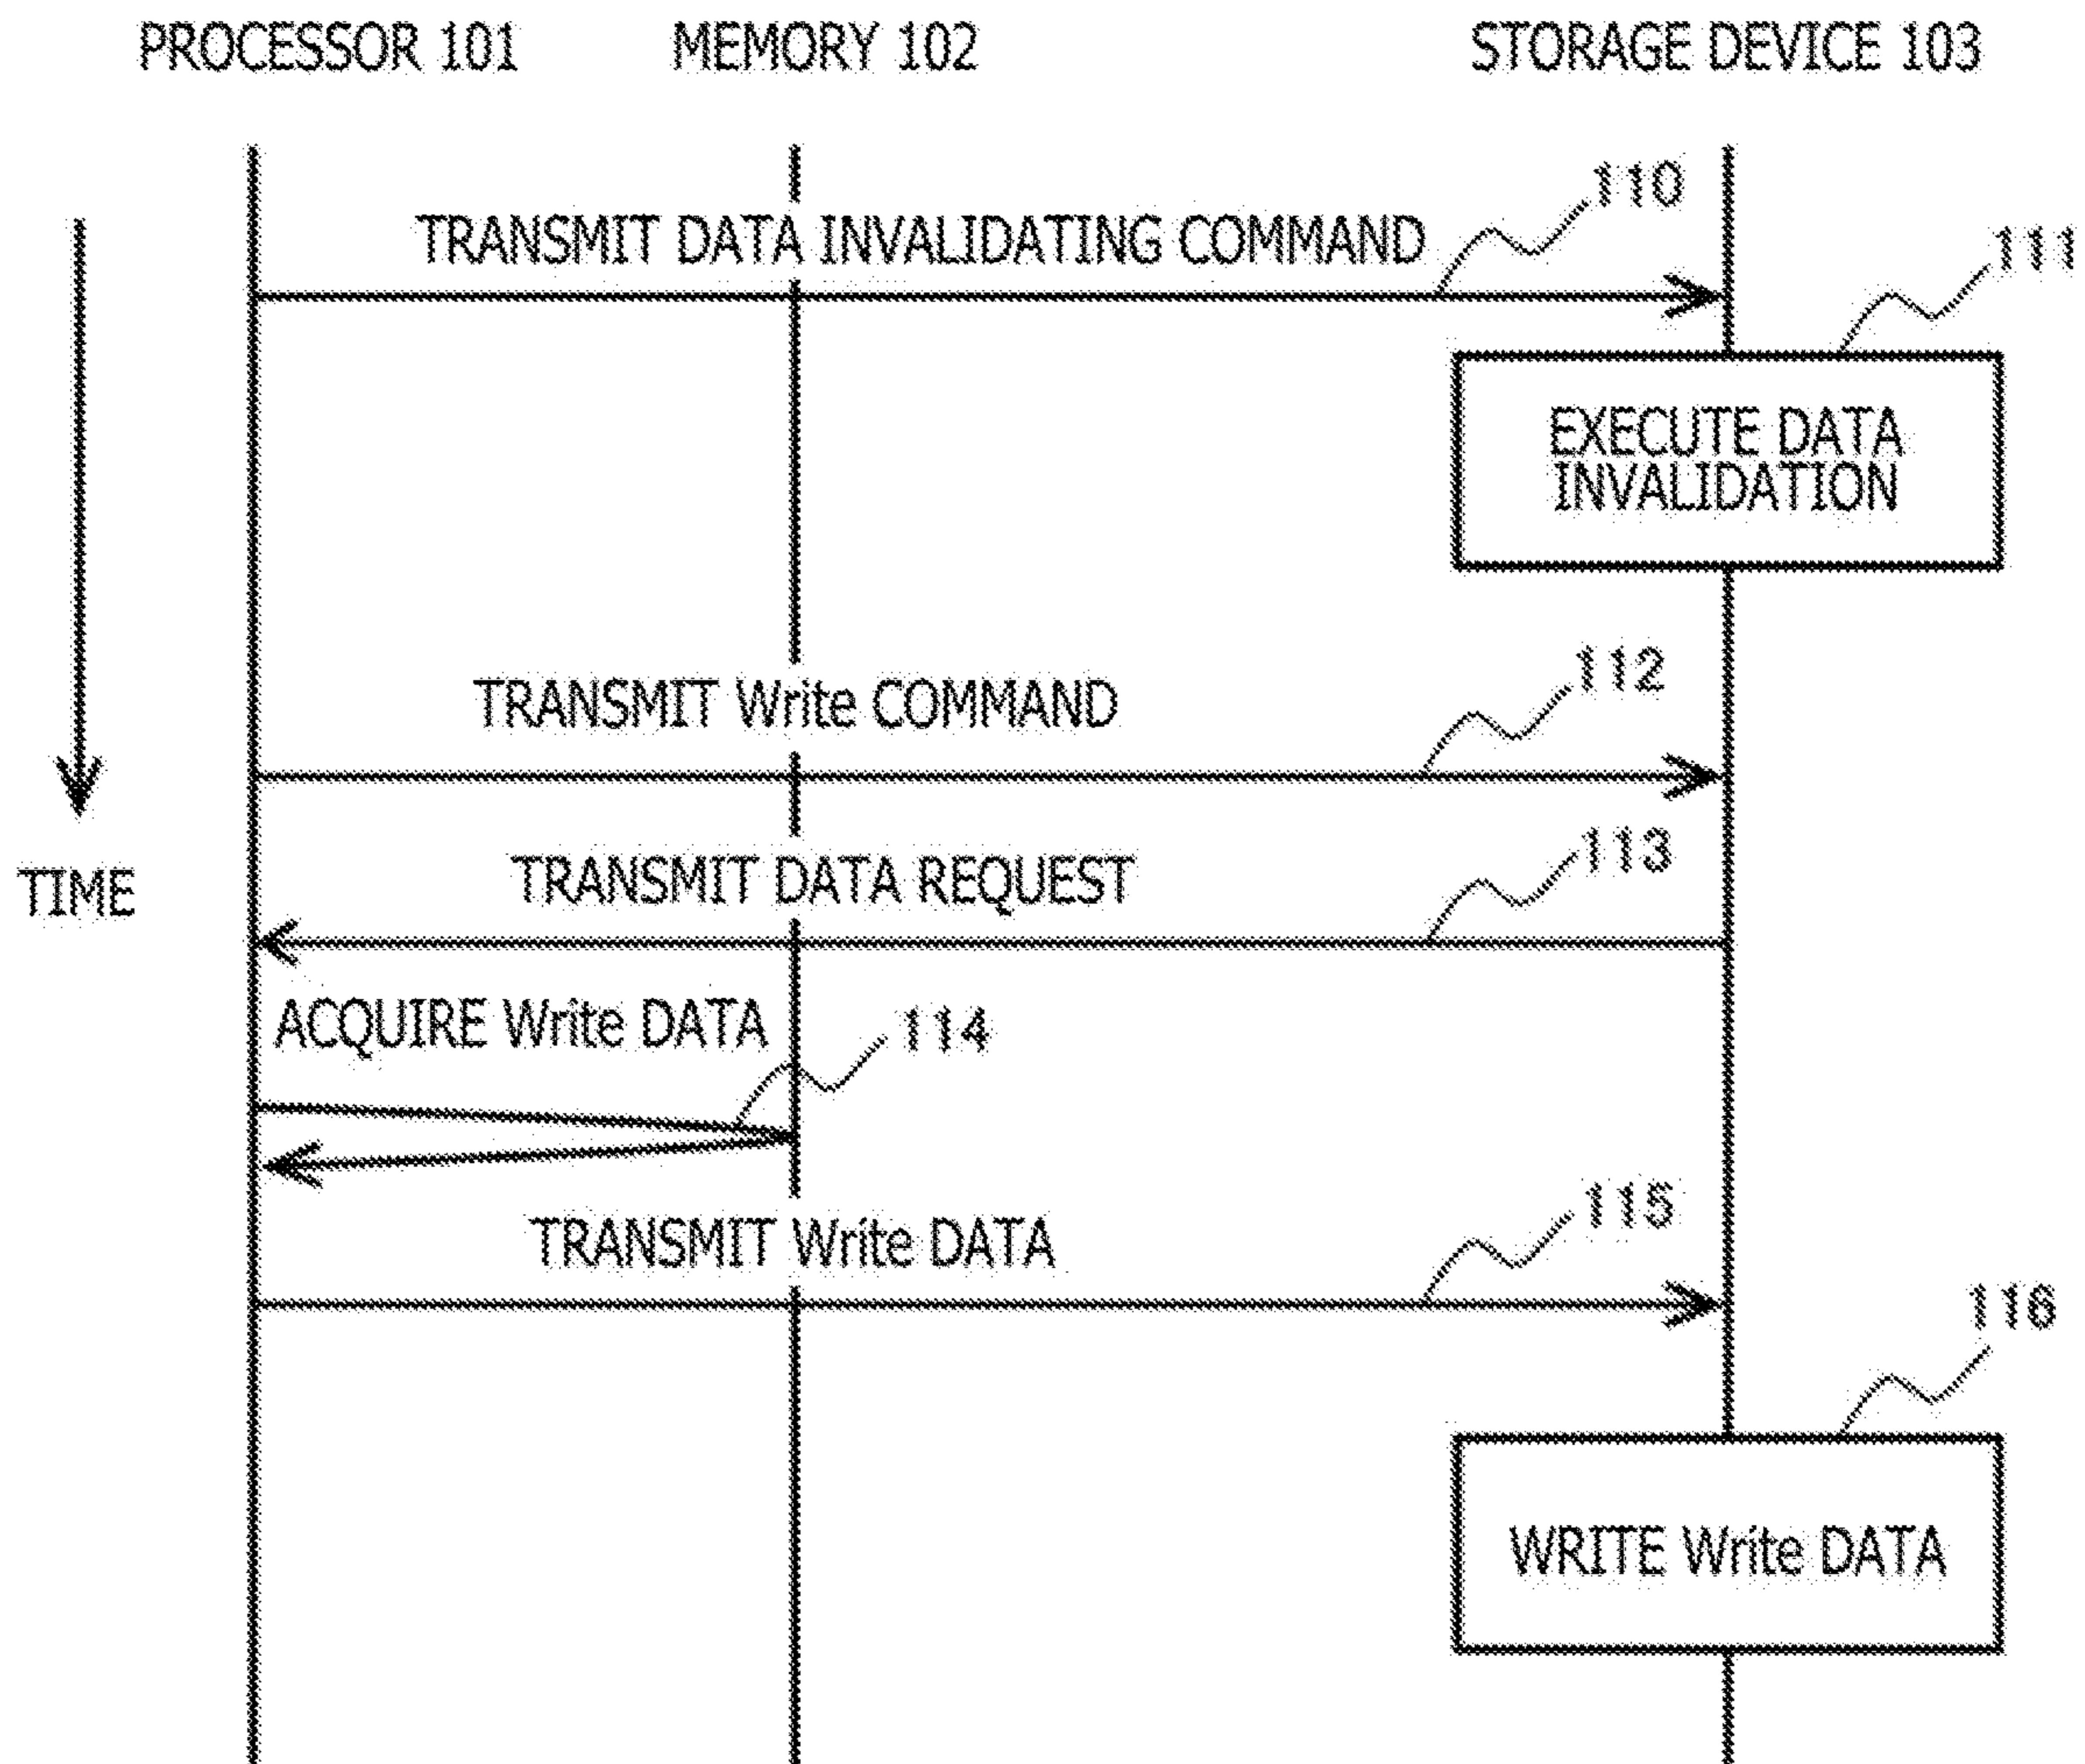 PROCESSOR 101
MEMORY 102
STORAGE DEVICE 103
110
TRANSMIT DATA INVALIDATING COMMAND
111
EXECUTE DATA
INVALIDATION
112
TRANSMIT Write COMMAND
113
TRANSMIT DATA REQUEST
TIME
ACQUIRE Write DATA
114
115
TRANSMIT Write DATA
116
WRITE Write DATA